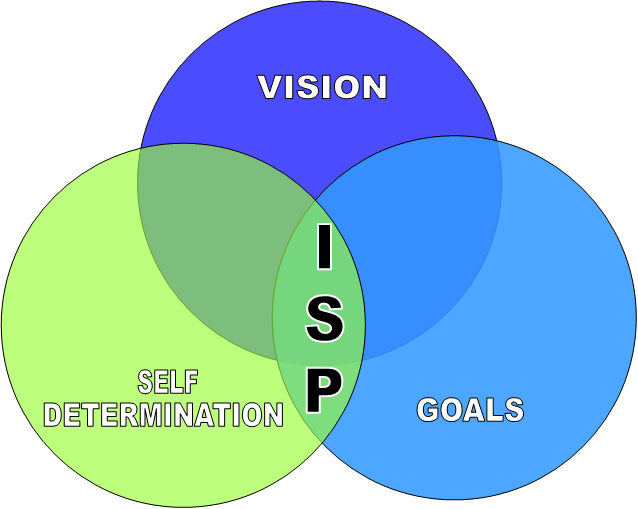 VISION
I
S
P
SELF
DETERMINATION
GOALS